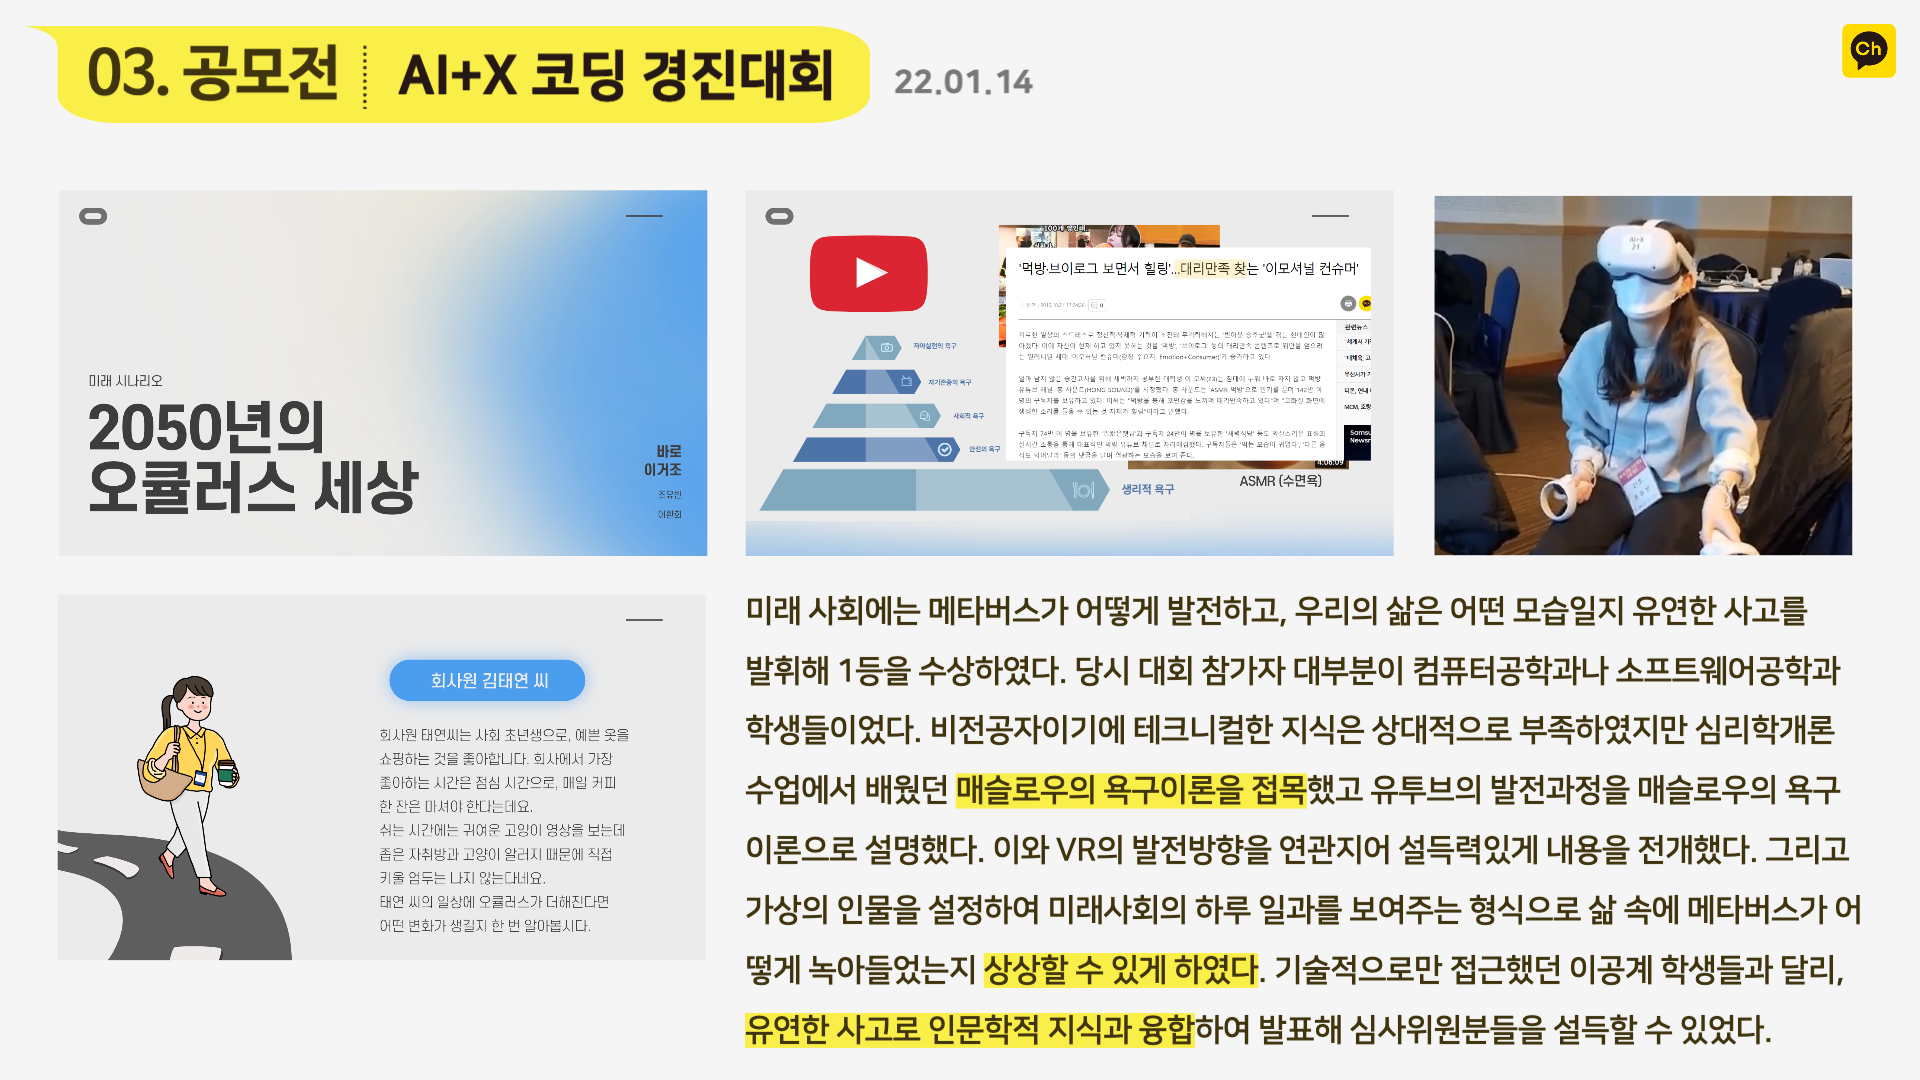 03. 공모전
AI+X 코딩 경진대회
22.01.14
Ch
미래 시나리오
2050년의
오큘러스 세상
바로
이거조
조유빈
이환희
'먹방·브이로그 보면서 힐링'...대리만족 찾는 '이모셔널 컨슈머'
관련뉴스
자아실현의 욕구
자기존중의 욕구
사회적 욕구
안전의 욕구
생리적 욕구
4:06:09
ASMR (수면욕)
AI+X
21
회사원 김태연 씨
회사원 태연씨는 사회 초년생으로, 예쁜 옷을
쇼핑하는 것을 좋아합니다. 회사에서 가장
좋아하는 시간은 점심 시간으로, 매일 커피
한 잔은 마셔야 한다는데요.
쉬는 시간에는 귀여운 고양이 영상을 보는데
좁은 자취방과 고양이 알러지 때문에 직접
키울 엄두는 나지 않는다네요.
태연 씨의 일상에 오큘러스가 더해진다면
어떤 변화가 생길지 한 번 알아봅시다.
미래 사회에는 메타버스가 어떻게 발전하고, 우리의 삶은 어떤 모습일지 유연한 사고를
발휘해 1등을 수상하였다. 당시 대회 참가자 대부분이 컴퓨터공학과나 소프트웨어공학과
학생들이었다. 비전공자이기에 테크니컬한 지식은 상대적으로 부족하였지만 심리학개론
수업에서 배웠던 매슬로우의 욕구이론을 접목했고 유투브의 발전과정을 매슬로우의 욕구
이론으로 설명했다. 이와 VR의 발전방향을 연관지어 설득력있게 내용을 전개했다. 그리고
가상의 인물을 설정하여 미래사회의 하루 일과를 보여주는 형식으로 삶 속에 메타버스가 어
떻게 녹아들었는지 상상할 수 있게 하였다. 기술적으로만 접근했던 이공계 학생들과 달리,
유연한 사고로 인문학적 지식과 융합하여 발표해 심사위원분들을 설득할 수 있었다.